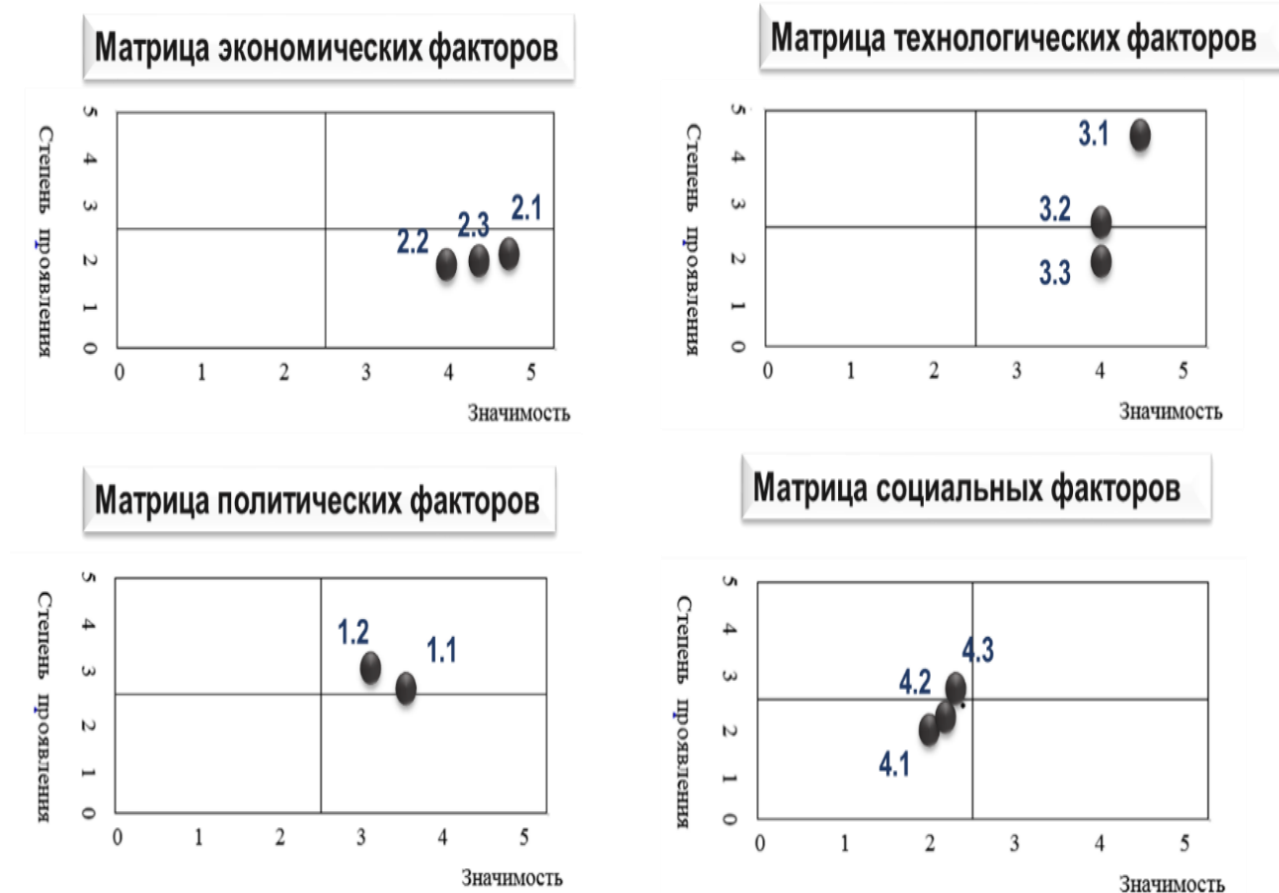 Матрица экономических факторов
Степень проявления
5
4
3
2
1
0
2.2
2.3
2.1
0 1 2 3 4 5
Значимость
Матрица технологических факторов
Степень проявления
5
4
3
2
1
0
3.1
3.2
3.3
0 1 2 3 4 5
Значимость
Матрица политических факторов
Степень проявления
5
4
3
2
1
0
1.2
1.1
0 1 2 3 4 5
Значимость
Матрица социальных факторов
Степень проявления
5
4
3
2
1
0
4.3
4.2
4.1
0 1 2 3 4 5
Значимость